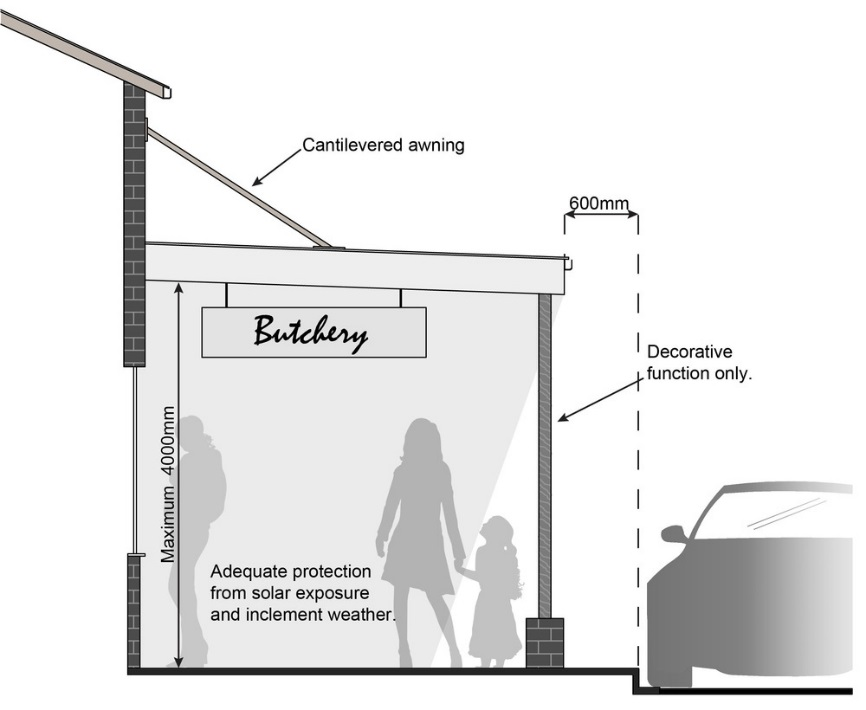 Cantilevered awning
600mm
Butchery
Decorative
function only.
Maximum 4000mm
Adequate protection
from solar exposure
and inclement weather.